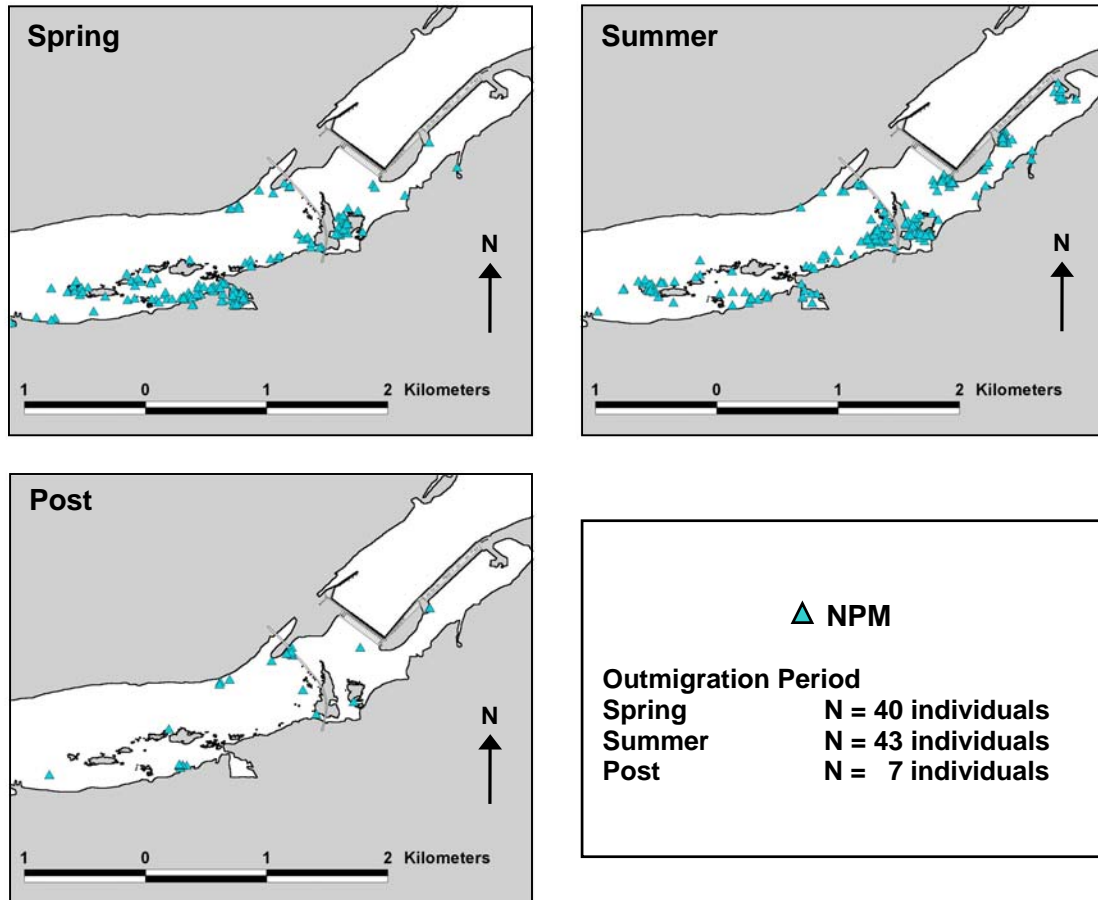 Spring
N
1 0 1 2 Kilometers
Summer
N
1 0 1 2 Kilometers
Post
N
1 0 1 2 Kilometers
NPM
Outmigration Period
Spring N = 40 individuals
Summer N = 43 individuals
Post N = 7 individuals